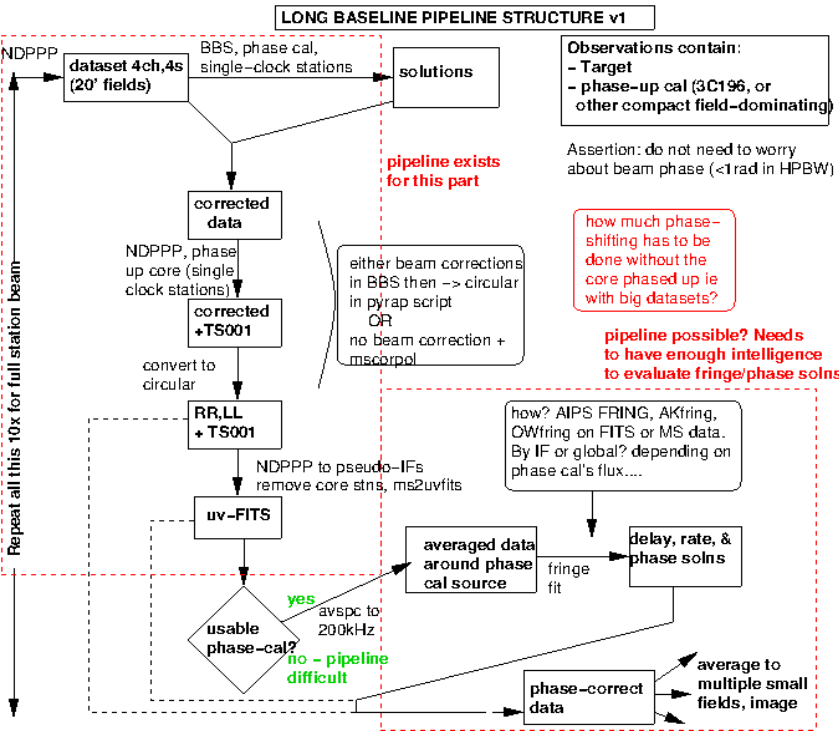 LONG BASELINE PIPELINE STRUCTURE v1
NDPPP
dataset 4ch,4s
(20' fields)
BBS, phase cal,
single-clock stations
solutions
Observations contain:
- Target
- phase-up cal (3C196, or
other compact field-dominating)
Assertion: do not need to worry
about beam phase (<1rad in HPBW)
pipeline exists
for this part
corrected
data
NDPPP, phase
up core (single
clock stations)
corrected
+TS001
convert to
circular
either beam corrections
in BBS then -> circular
in pyrap script
OR
no beam correction +
mscorpol
how much phase-
shifting has to be
done without the
core phased up ie
with big datasets?
pipeline possible? Needs
to have enough intelligence
to evaluate fringe/phase solns
RR,LL
+ TS001
NDPPP to pseudo-IFs
remove core stns, ms2uvfits
uv-FITS
how? AIPS FRING, AKfring,
OWfring on FITS or MS data.
By IF or global? depending on
phase cal's flux....
averaged data
around phase
cal source
fringe
fit
delay, rate, &
phase solns
usable
phase-cal?
yes
avspc to
200kHz
no - pipeline
difficult
phase-correct
data
average to
multiple small
fields, image
Repeat all this 10x for full station beam